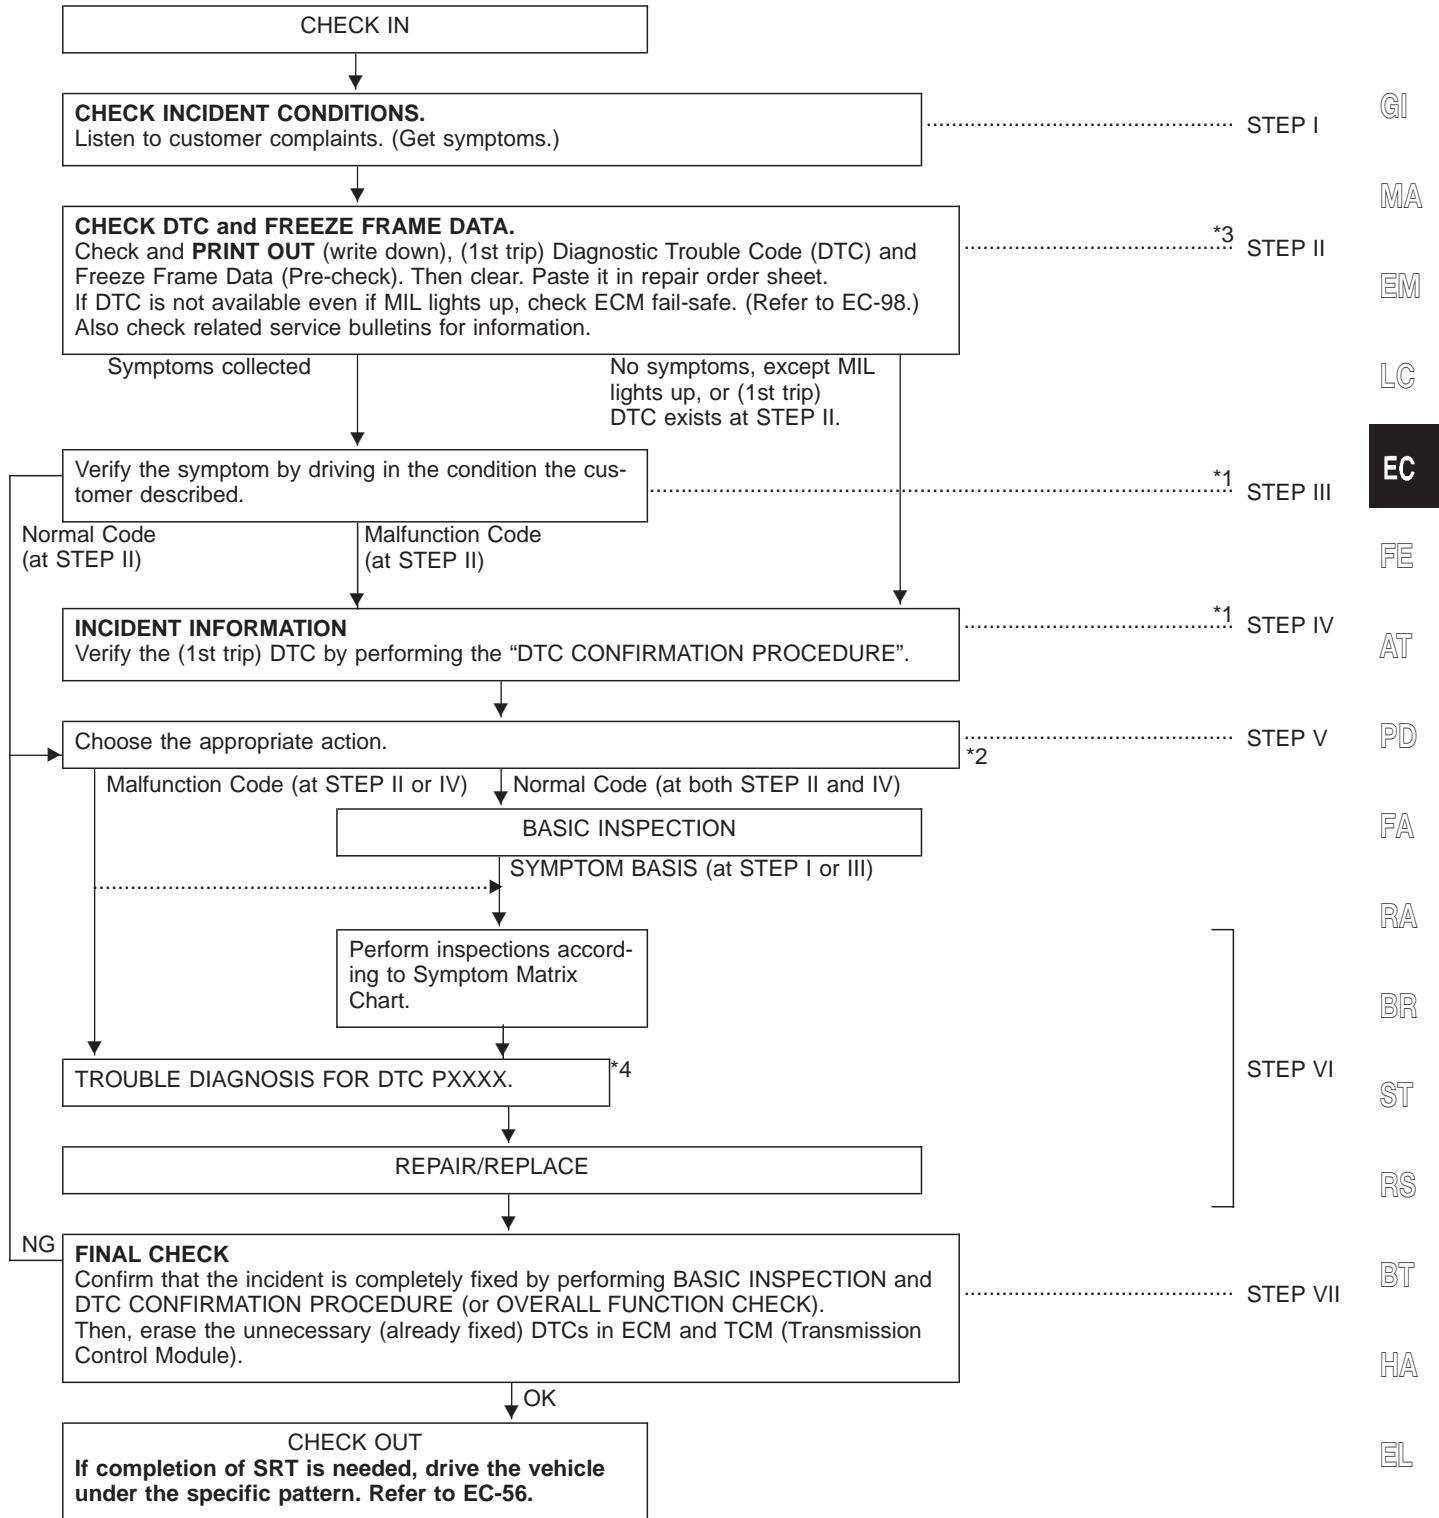 CHECK IN
CHECK INCIDENT CONDITIONS.
Listen to customer complaints. (Get symptoms.)
STEP I
CHECK DTC and FREEZE FRAME DATA.
Check and PRINT OUT (write down), (1st trip) Diagnostic Trouble Code (DTC) and
Freeze Frame Data (Pre-check). Then clear. Paste it in repair order sheet.
If DTC is not available even if MIL lights up, check ECM fail-safe. (Refer to EC-98.)
Also check related service bulletins for information.
*3
STEP II
Symptoms collected
No symptoms, except MIL
lights up, or (1st trip)
DTC exists at STEP II.
Verify the symptom by driving in the condition the cus-
tomer described.
*1
STEP III
Normal Code
(at STEP II)
Malfunction Code
(at STEP II)
INCIDENT INFORMATION
Verify the (1st trip) DTC by performing the “DTC CONFIRMATION PROCEDURE”.
*1
STEP IV
Choose the appropriate action.
*2
STEP V
Malfunction Code (at STEP II or IV)
Normal Code (at both STEP II and IV)
BASIC INSPECTION
SYMPTOM BASIS (at STEP I or III)
Perform inspections accord-
ing to Symptom Matrix
Chart.
TROUBLE DIAGNOSIS FOR DTC PXXXX.
*4
STEP VI
REPAIR/REPLACE
NG
FINAL CHECK
Confirm that the incident is completely fixed by performing BASIC INSPECTION and
DTC CONFIRMATION PROCEDURE (or OVERALL FUNCTION CHECK).
Then, erase the unnecessary (already fixed) DTCs in ECM and TCM (Transmission
Control Module).
STEP VII
OK
CHECK OUT
If completion of SRT is needed, drive the vehicle
under the specific pattern. Refer to EC-56.
GI
MA
EM
LC
EC
FE
AT
PD
FA
RA
BR
ST
RS
BT
HA
EL